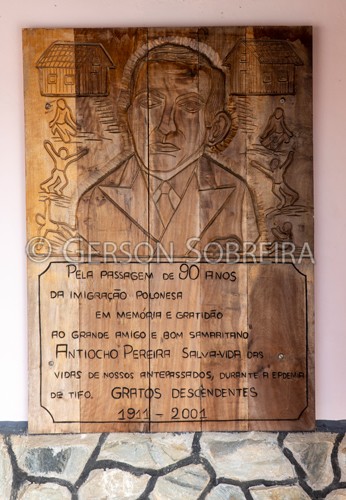 © Gerson Sobreira
PELA PASSAGEM DE 90 ANOS
DA IMIGRAÇÃO POLONESA
EM MEMÓRIA E GRATIDÃO
AO GRANDE AMIGO E BOM SAMARITANO
ANTIOCHO PEREIRA SALVA-VIDA DAS
VIDAS DE NOSSOS ANTEPASSADOS, DURANTE A EPDEMIA
DE TIFO. GRATOS DESCENDENTES
1911 - 2001